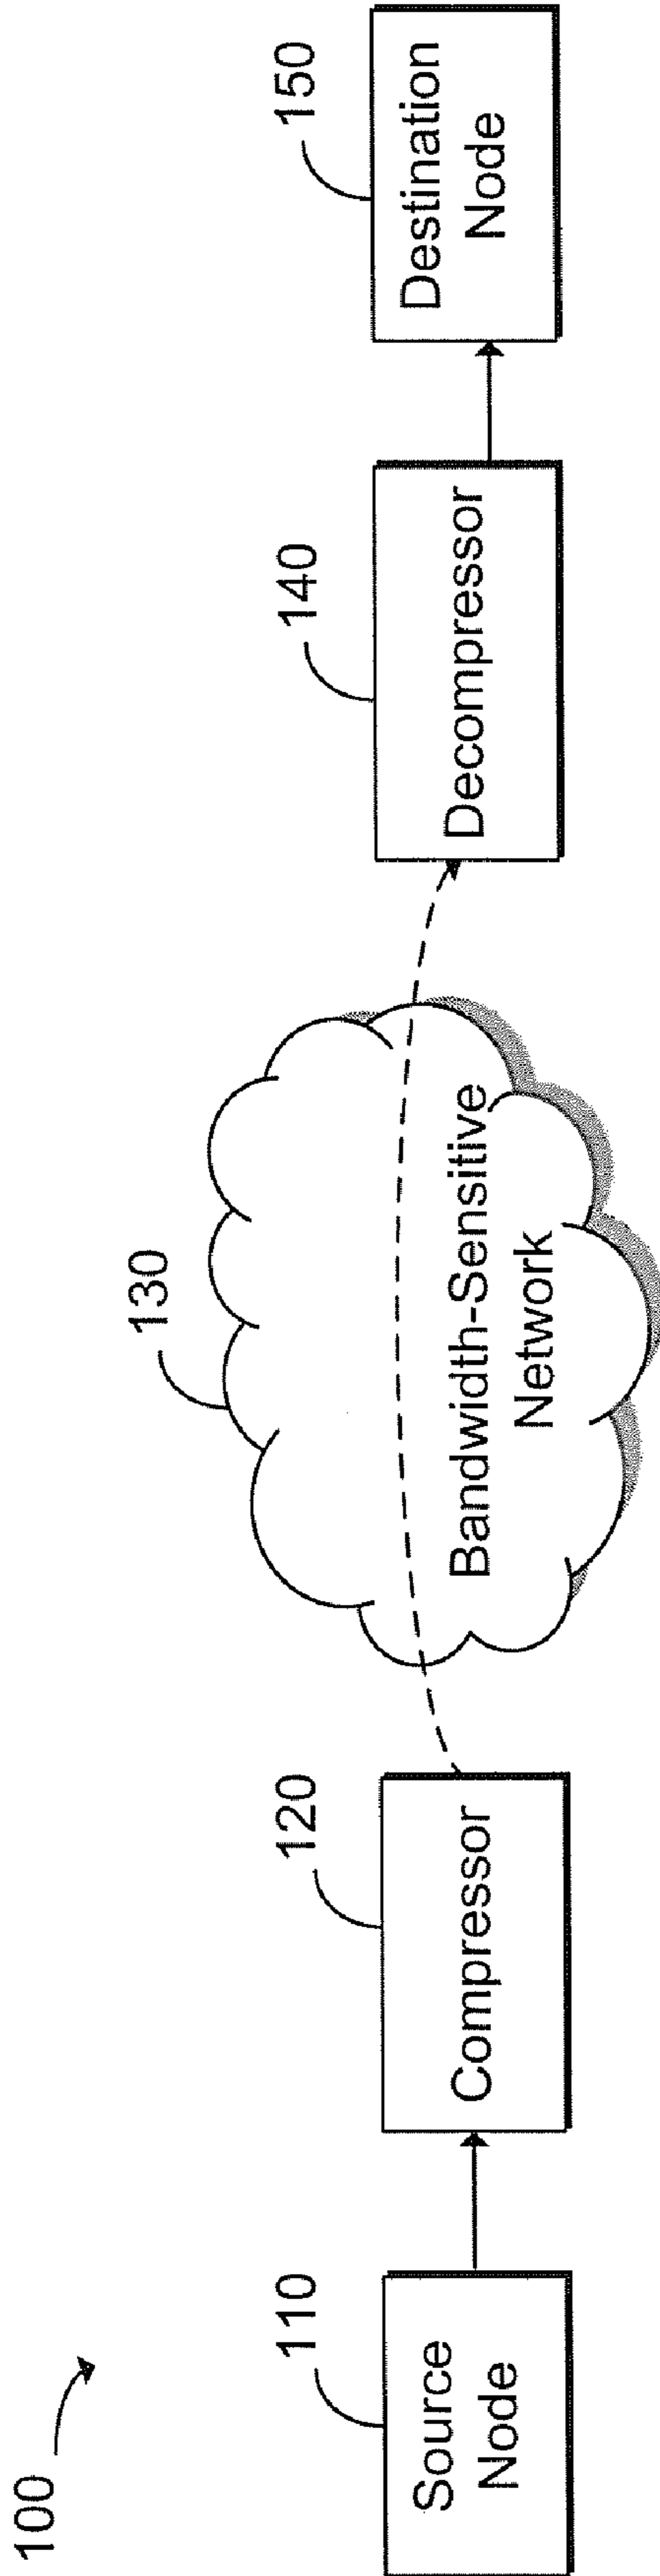 100
110
Source
Node
120
Compressor
130
Bandwidth-Sensitive
Network
140
Decompressor
150
Destination
Node